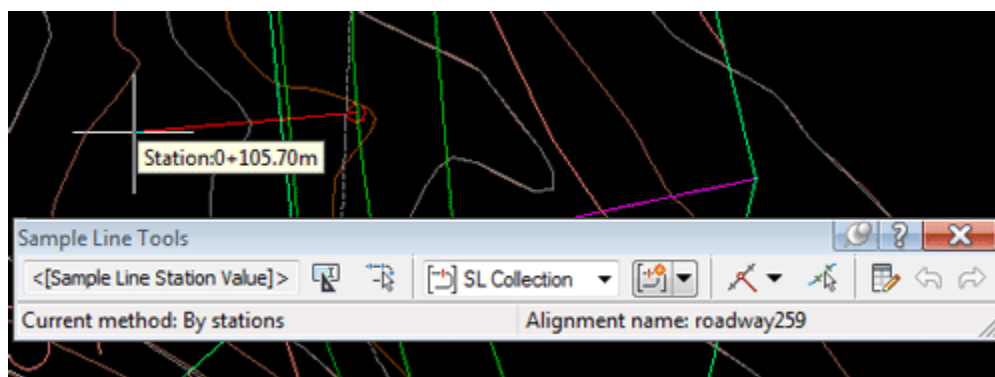 Station:0+105.70m
Sample Line Tools
<[Sample Line Station Value]> SL Collection
Current method: By stations Alignment name: roadway259